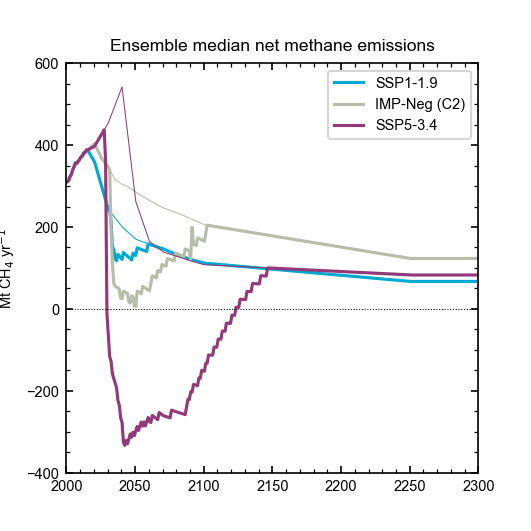 Ensemble median net methane emissions
Mt CH₄ yr⁻¹
600
400
200
0
−200
−400
2000
2050
2100
2150
2200
2250
2300
SSP1-1.9
IMP-Neg (C2)
SSP5-3.4